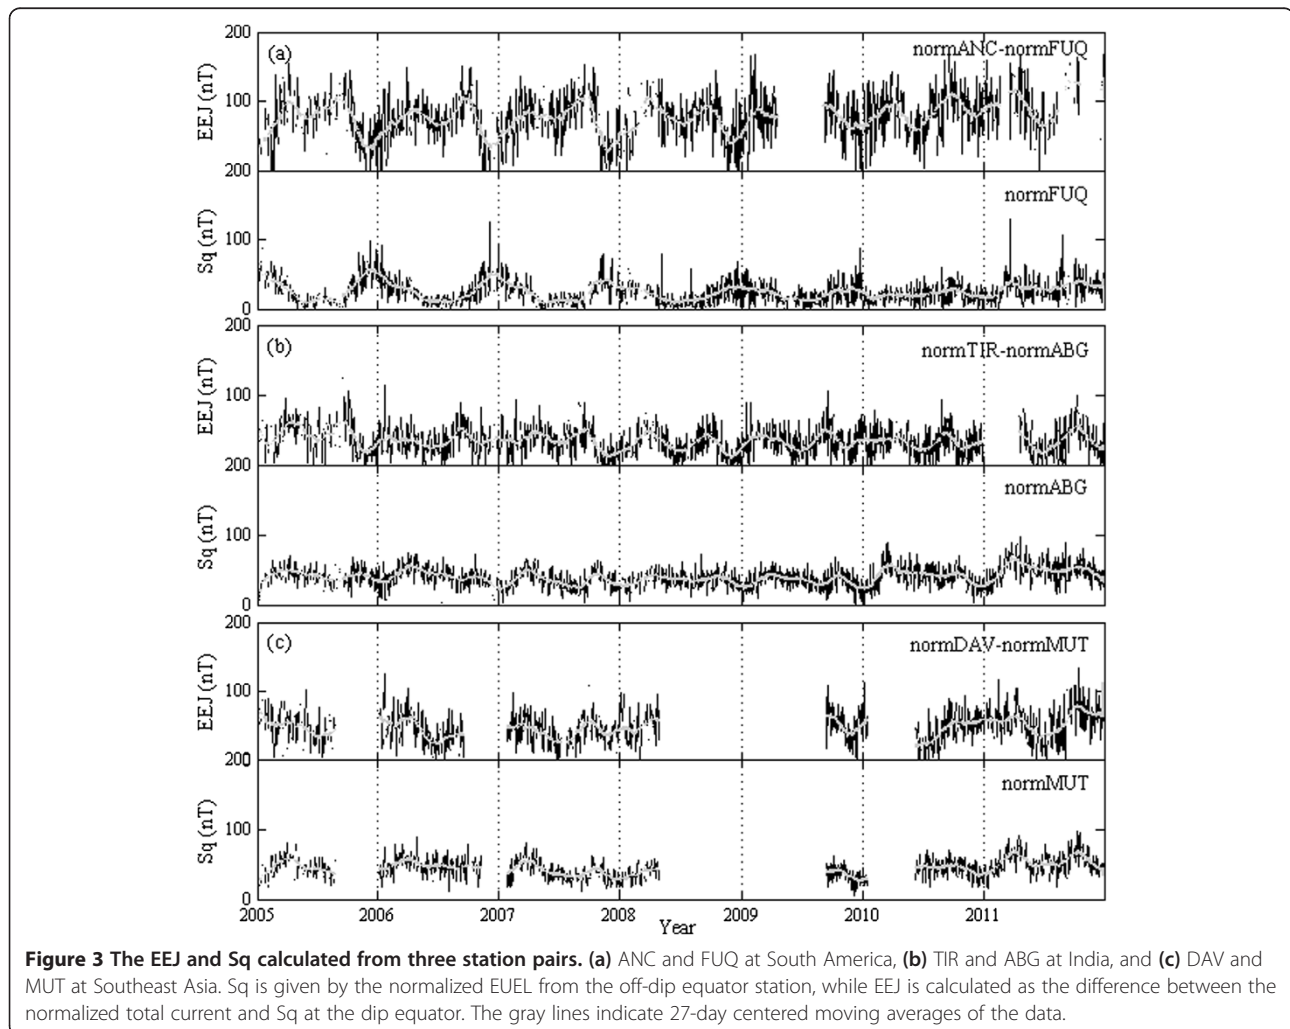 200
(a)
normANC-normFUQ
EEJ (nT)
100
200
normFUQ
Sq (nT)
100
0
200
(b)
normTIR-normABG
EEJ (nT)
100
200
normABG
Sq (nT)
100
0
200
(c)
normDAV-normMUT
EEJ (nT)
100
200
normMUT
Sq (nT)
100
0
2005 2006 2007 2008 2009 2010 2011
Year
Figure 3 The EEJ and Sq calculated from three station pairs. (a) ANC and FUQ at South America, (b) TIR and ABG at India, and (c) DAV and
MUT at Southeast Asia. Sq is given by the normalized EUEL from the off-dip equator station, while EEJ is calculated as the difference between the
normalized total current and Sq at the dip equator. The gray lines indicate 27-day centered moving averages of the data.